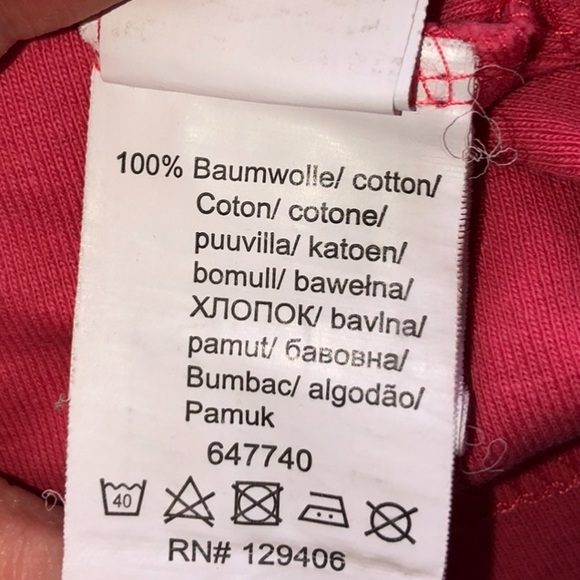 100% Baumwolle/ cotton/
Coton/ cotone/
puuvilla/ katoen/
bomull/ bawełna/
ХЛОПОК/ bavlna/
pamut/ бавовна/
Bumbac/ algodão/
Pamuk
647740
40
RN# 129406